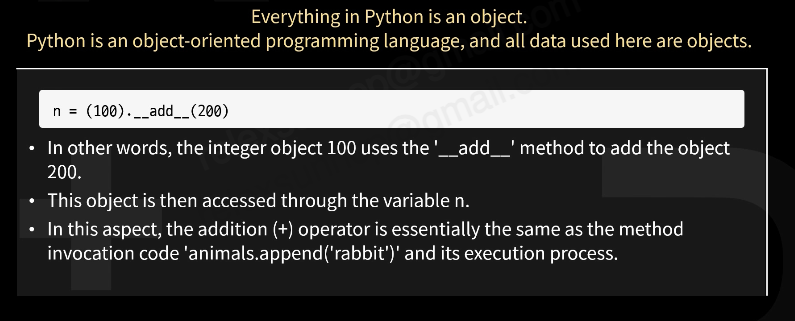 Everything in Python is an object.
Python is an object-oriented programming language, and all data used here are objects.
n = (100).__add__(200)
• In other words, the integer object 100 uses the '__add__' method to add the object
200.
• This object is then accessed through the variable n.
• In this aspect, the addition (+) operator is essentially the same as the method
invocation code 'animals.append('rabbit')' and its execution process.